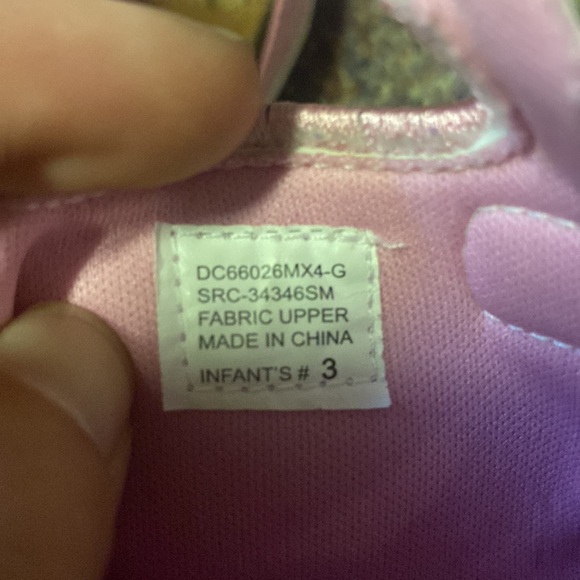 DC66026MX4-G
SRC-34346SM
FABRIC UPPER
MADE IN CHINA
INFANT'S # 3